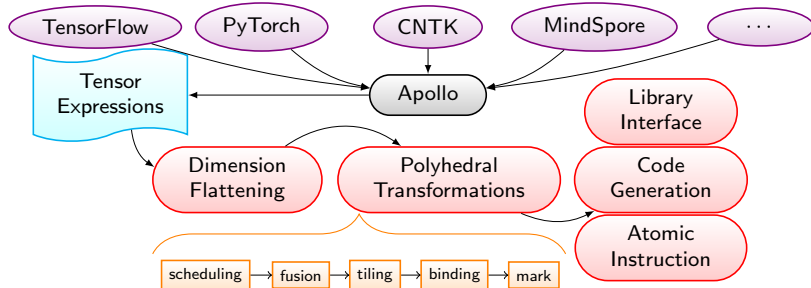 TensorFlow
PyTorch
CNTK
MindSpore
...
Tensor
Expressions
Apollo
Library
Interface
Dimension
Flattening
Polyhedral
Transformations
Code
Generation
Atomic
Instruction
scheduling
fusion
tiling
binding
mark